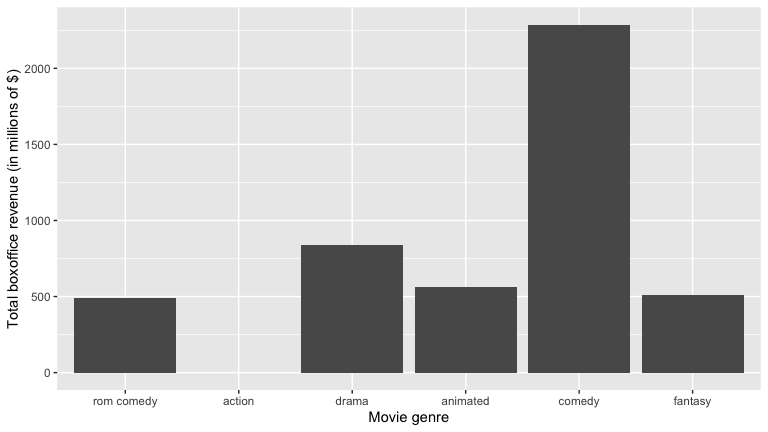 Total boxoffice revenue (in millions of $)
2000
1500
1000
500
0
rom comedy action drama animated comedy fantasy
Movie genre